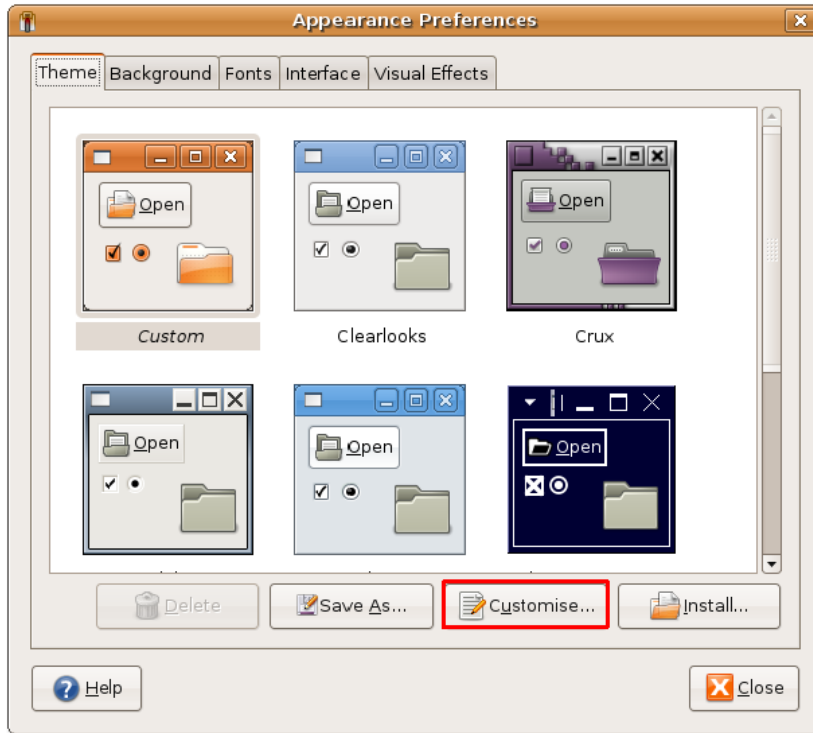 Appearance Preferences
Theme Background Fonts Interface Visual Effects
Open Open Open
Custom Clearlooks Crux
Open Open Open
Delete Save As... Customise... Install...
Help Close